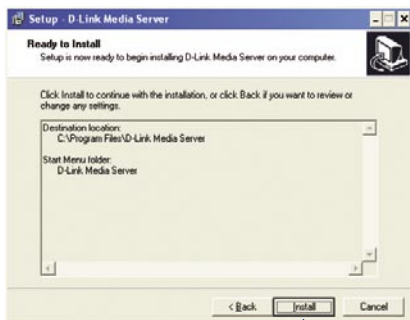 Setup - D-Link Media Server
Ready to Install
Setup is now ready to begin installing D-Link Media Server on your computer.
Click Install to continue with the installation, or click Back if you want to review or
change any settings.
Destination location:
C:\Program Files\D-Link Media Server
Start Menu folder:
D-Link Media Server
< Back
Install
Cancel